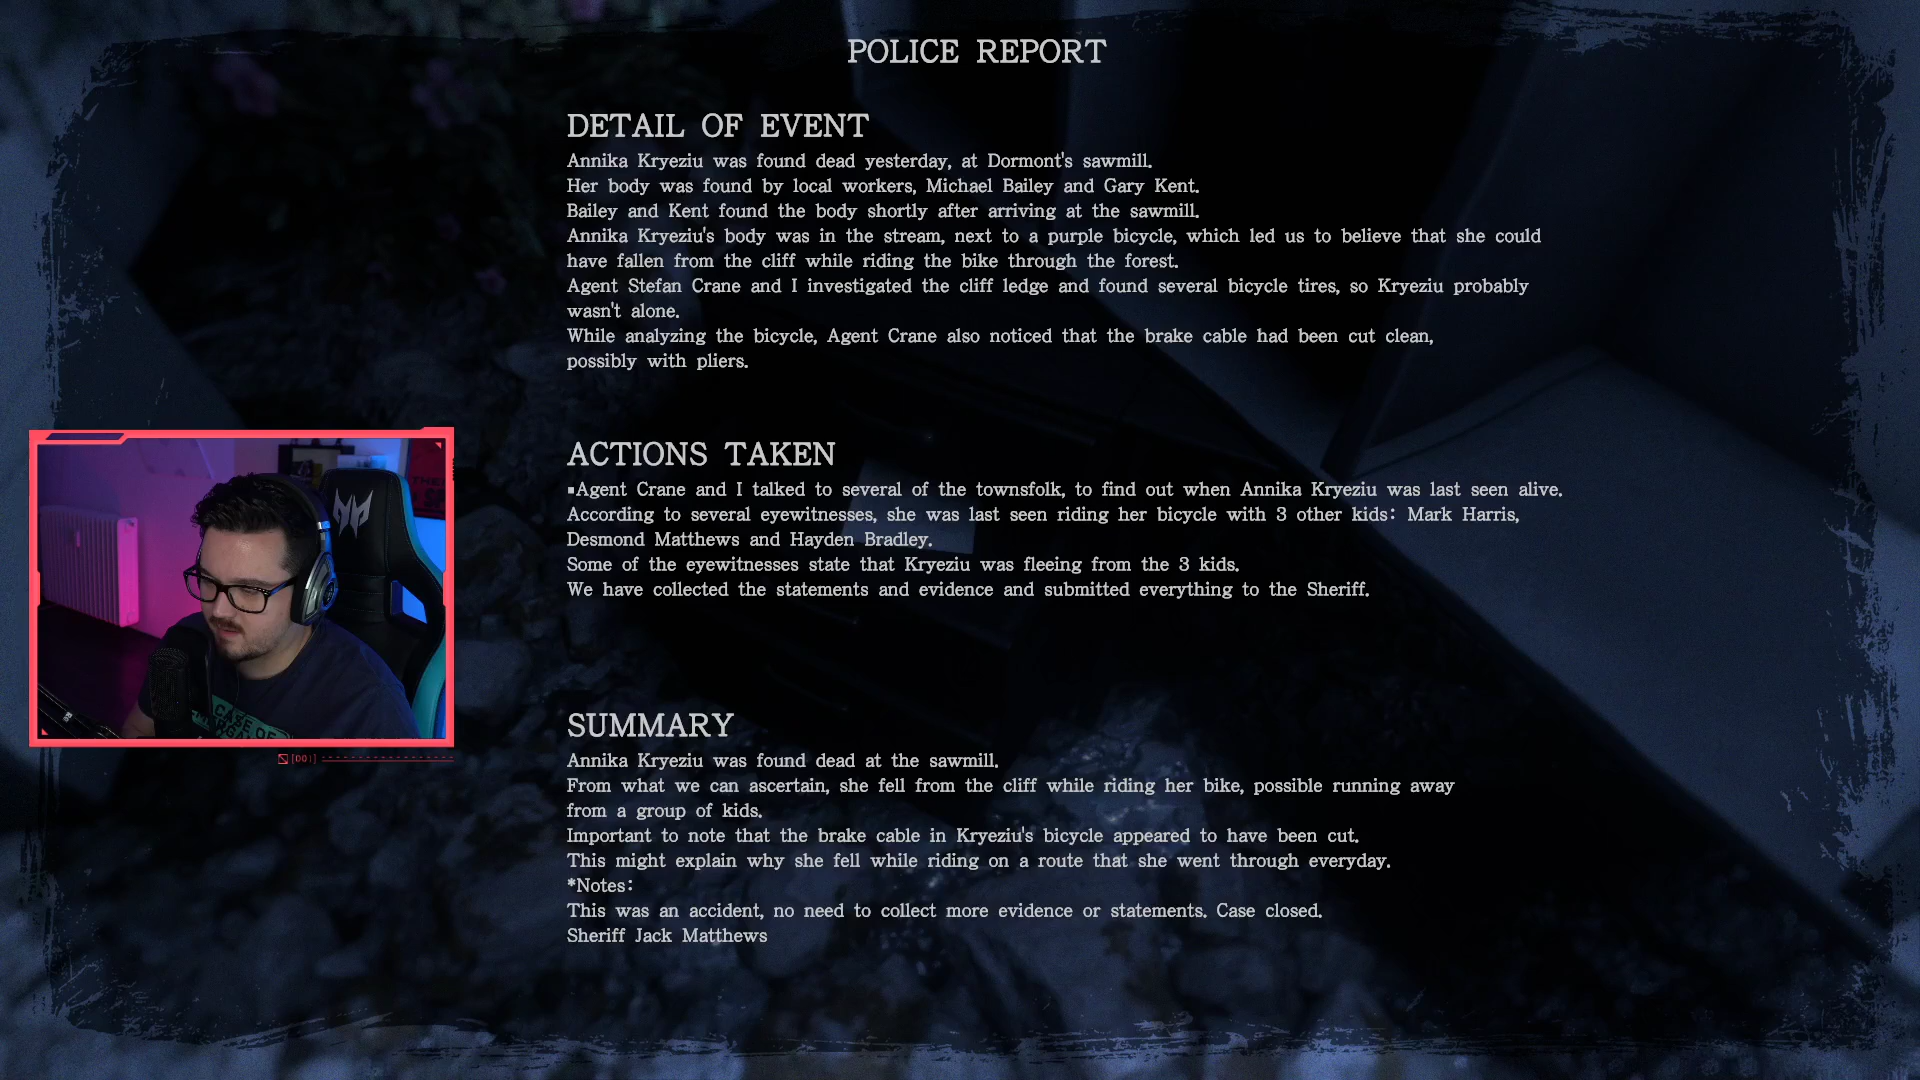 POLICE REPORT
DETAIL OF EVENT
Annika Kryeziu was found dead yesterday, at Dormont's sawmill.
Her body was found by local workers, Michael Bailey and Gary Kent.
Bailey and Kent found the body shortly after arriving at the sawmill.
Annika Kryeziu's body was in the stream, next to a purple bicycle, which led us to believe that she could
have fallen from the cliff while riding the bike through the forest.
Agent Stefan Crane and I investigated the cliff ledge and found several bicycle tires, so Kryeziu probably
wasn't alone.
While analyzing the bicycle, Agent Crane also noticed that the brake cable had been cut clean,
possibly with pliers.
ACTIONS TAKEN
▪Agent Crane and I talked to several of the townsfolk, to find out when Annika Kryeziu was last seen alive.
According to several eyewitnesses, she was last seen riding her bicycle with 3 other kids: Mark Harris,
Desmond Matthews and Hayden Bradley.
Some of the eyewitnesses state that Kryeziu was fleeing from the 3 kids.
We have collected the statements and evidence and submitted everything to the Sheriff.
SUMMARY
Annika Kryeziu was found dead at the sawmill.
From what we can ascertain, she fell from the cliff while riding her bike, possible running away
from a group of kids.
Important to note that the brake cable in Kryeziu's bicycle appeared to have been cut.
This might explain why she fell while riding on a route that she went through everyday.
*Notes:
This was an accident, no need to collect more evidence or statements. Case closed.
Sheriff Jack Matthews
CASE OF
[001]